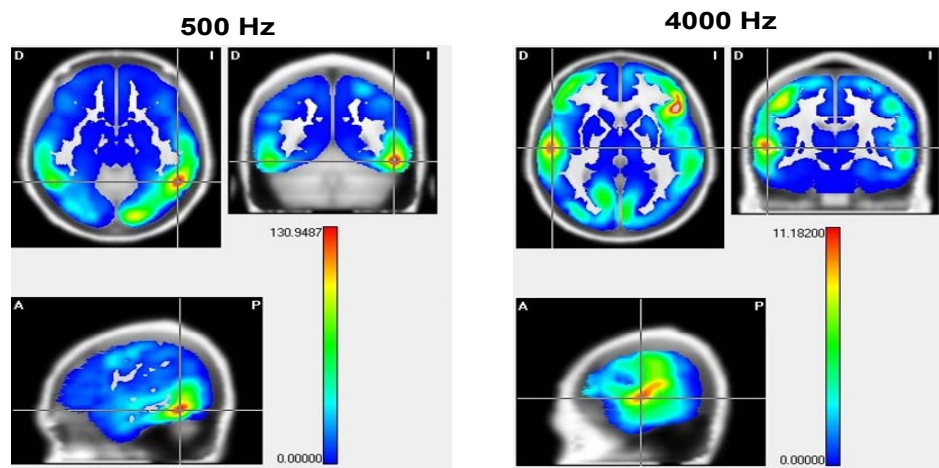 500 Hz
4000 Hz
D I
I
D I
D I
130.9487
0.00000
A P
11.18200
0.00000
A P